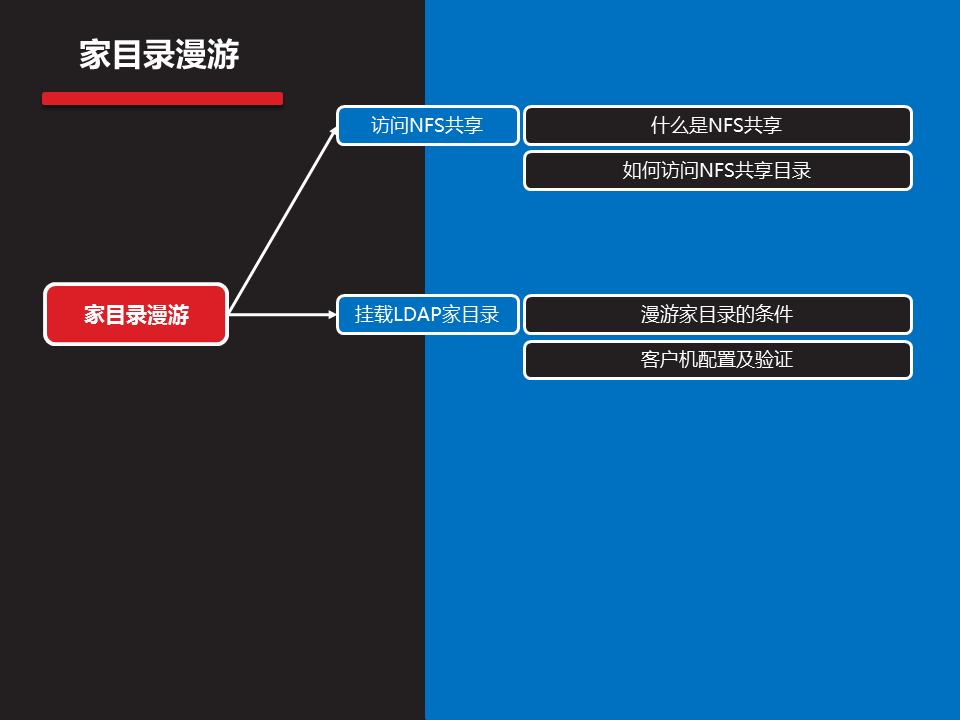 家目录漫游
访问NFS共享
什么是NFS共享
如何访问NFS共享目录
家目录漫游
挂载LDAP家目录
漫游家目录的条件
客户机配置及验证